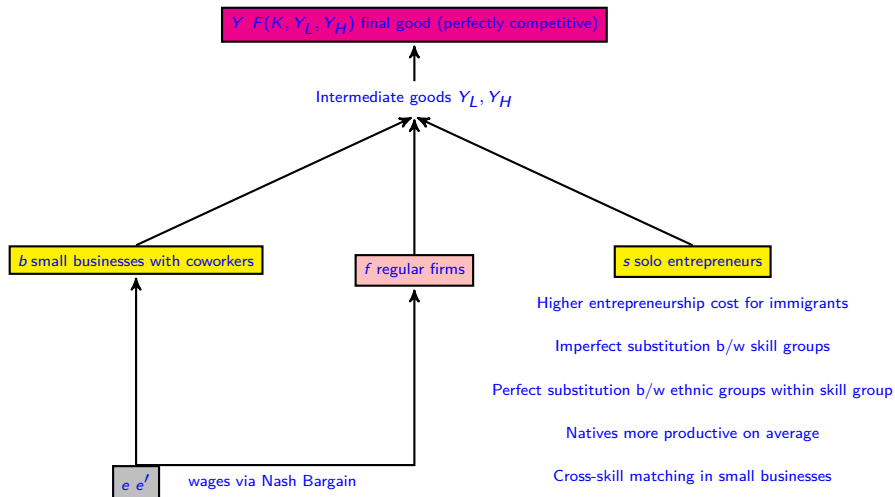 Y F(K, Y_L, Y_H) final good (perfectly competitive)
Intermediate goods Y_L, Y_H
b small businesses with coworkers
f regular firms
s solo entrepreneurs
Higher entrepreneurship cost for immigrants
Imperfect substitution b/w skill groups
Perfect substitution b/w ethnic groups within skill group
Natives more productive on average
Cross-skill matching in small businesses
e e′
wages via Nash Bargain